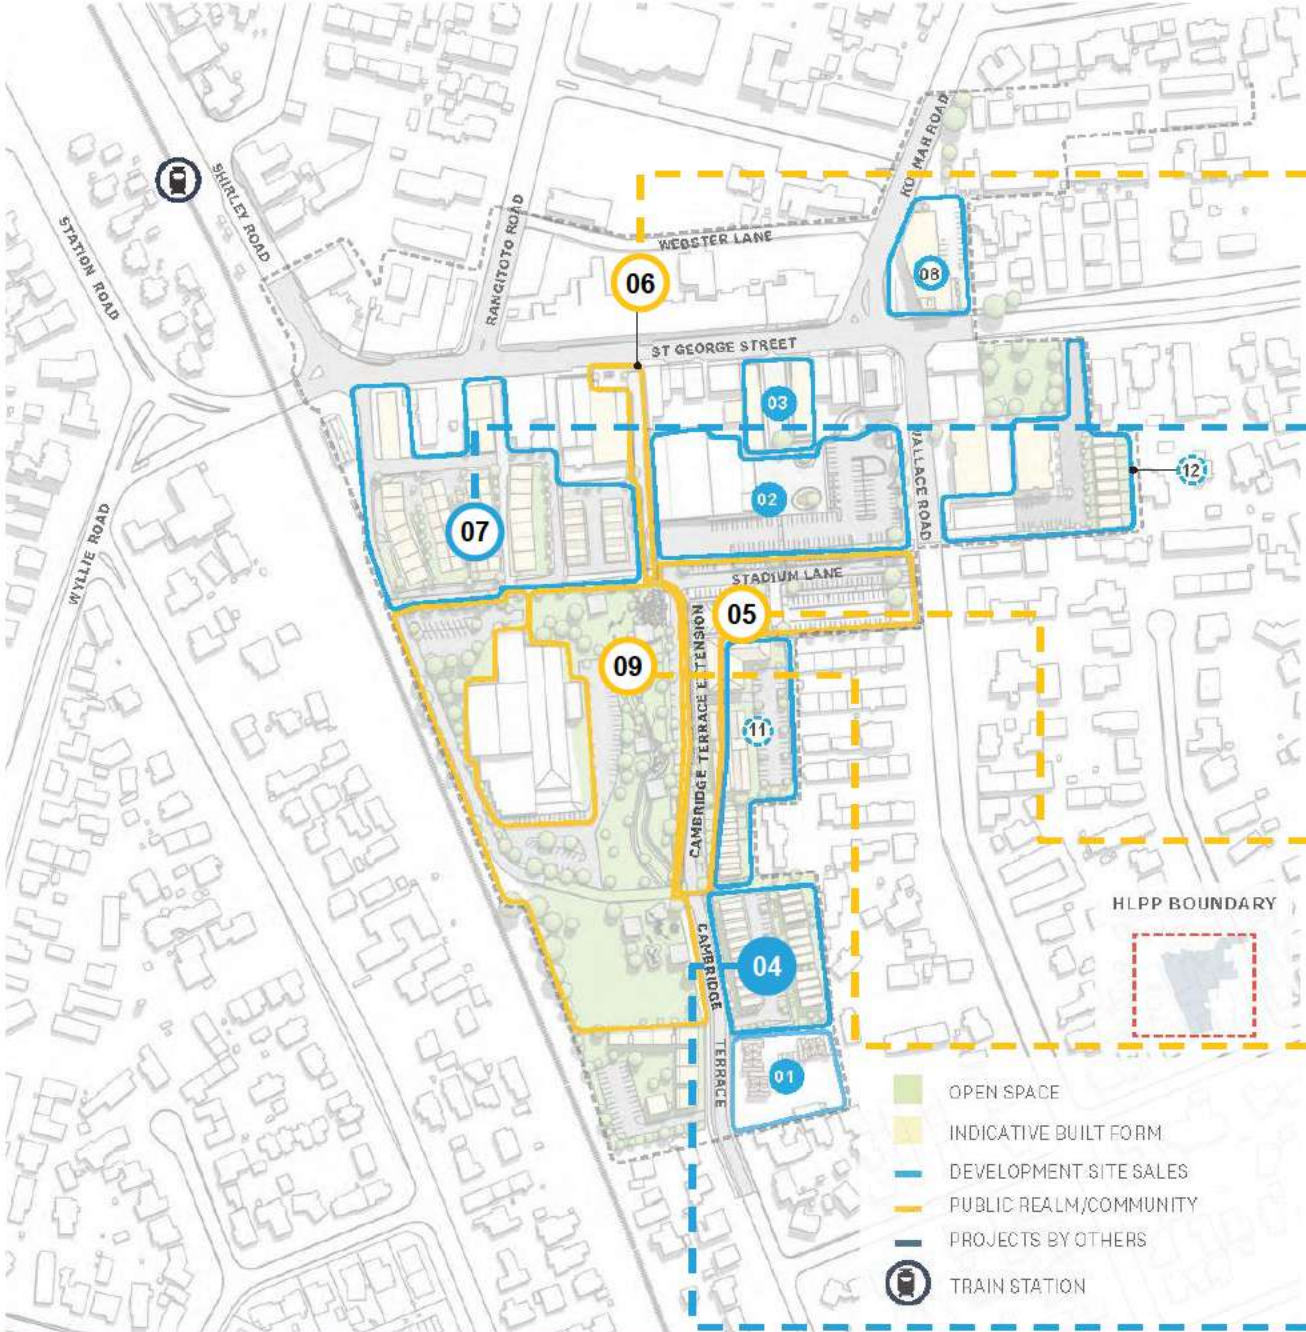 KOLMAR ROAD
SHIRLEY ROAD
STATION ROAD
RANGITOTO ROAD
WEBSTER LANE
06
08
ST GEORGE STREET
03
WALLACE ROAD
12
02
07
WYLLIE ROAD
STADIUM LANE
05
09
CAMBRIDGE TERRACE EXTENSION
11
HLPP BOUNDARY
04
CAMBRIDGE
TERRACE
01
OPEN SPACE
INDICATIVE BUILT FORM
DEVELOPMENT SITE SALES
PUBLIC REALM/COMMUNITY
PROJECTS BY OTHERS
TRAIN STATION